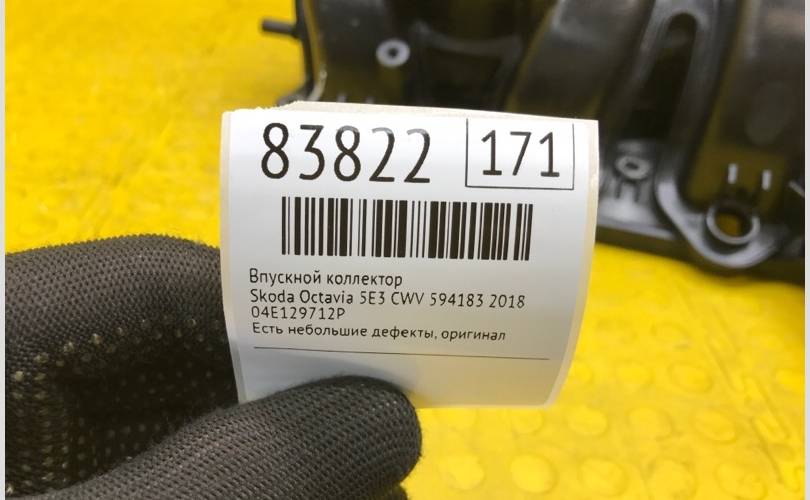 83822 171
Впускной коллектор
Skoda Octavia 5E3 CWV 594183 2018
04E129712P
Есть небольшие дефекты, оригинал